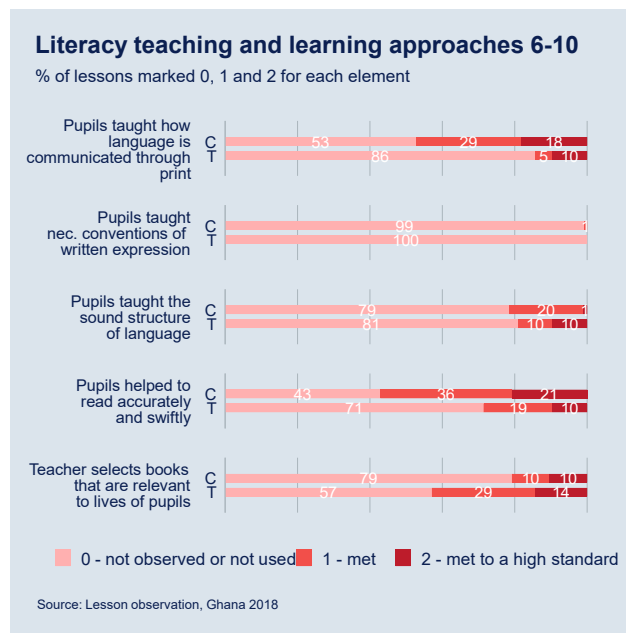 Literacy teaching and learning approaches 6-10
% of lessons marked 0, 1 and 2 for each element
Pupils taught how
language is
communicated through
print
C 53 29 18
T 86 5 10
Pupils taught
nec. conventions of
written expression
C 99 1
T 100
Pupils taught the
sound structure
of language
C 79 20 1
T 81 10 10
Pupils helped to
read accurately
and swiftly
C 43 36 21
T 71 19 10
Teacher selects books
that are relevant
to lives of pupils
C 79 10 10
T 57 29 14
0 - not observed or not used 1 - met 2 - met to a high standard
Source: Lesson observation, Ghana 2018